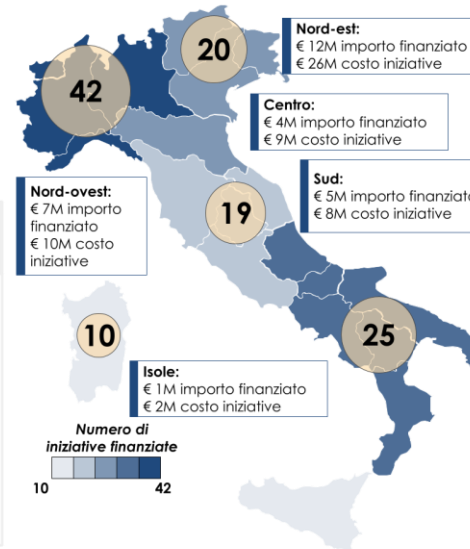 20
Nord-est:
€ 12M importo finanziato
€ 26M costo iniziative
42
Centro:
€ 4M importo finanziato
€ 9M costo iniziative
Sud:
€ 5M importo finanziato
€ 8M costo iniziative
Nord-ovest:
€ 7M importo
finanziato
€ 10M costo
iniziative
19
10
25
Isole:
€ 1M importo finanziato
€ 2M costo iniziative
Numero di
iniziative finanziate
10 42